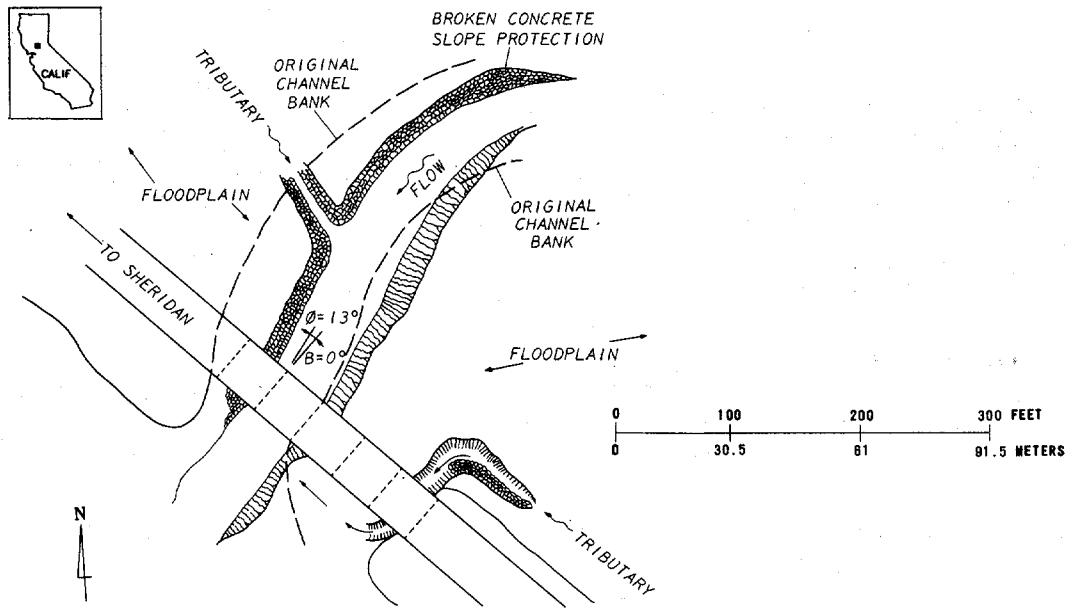 CALIF
BROKEN CONCRETE
SLOPE PROTECTION
ORIGINAL
CHANNEL
BANK
TRIBUTARY
FLOW
FLOODPLAIN
ORIGINAL
CHANNEL
BANK
TO SHERIDAN
Ø=13°
B=0°
FLOODPLAIN
0 100 200 300 FEET
0 30.5 61 91.5 METERS
N
TRIBUTARY